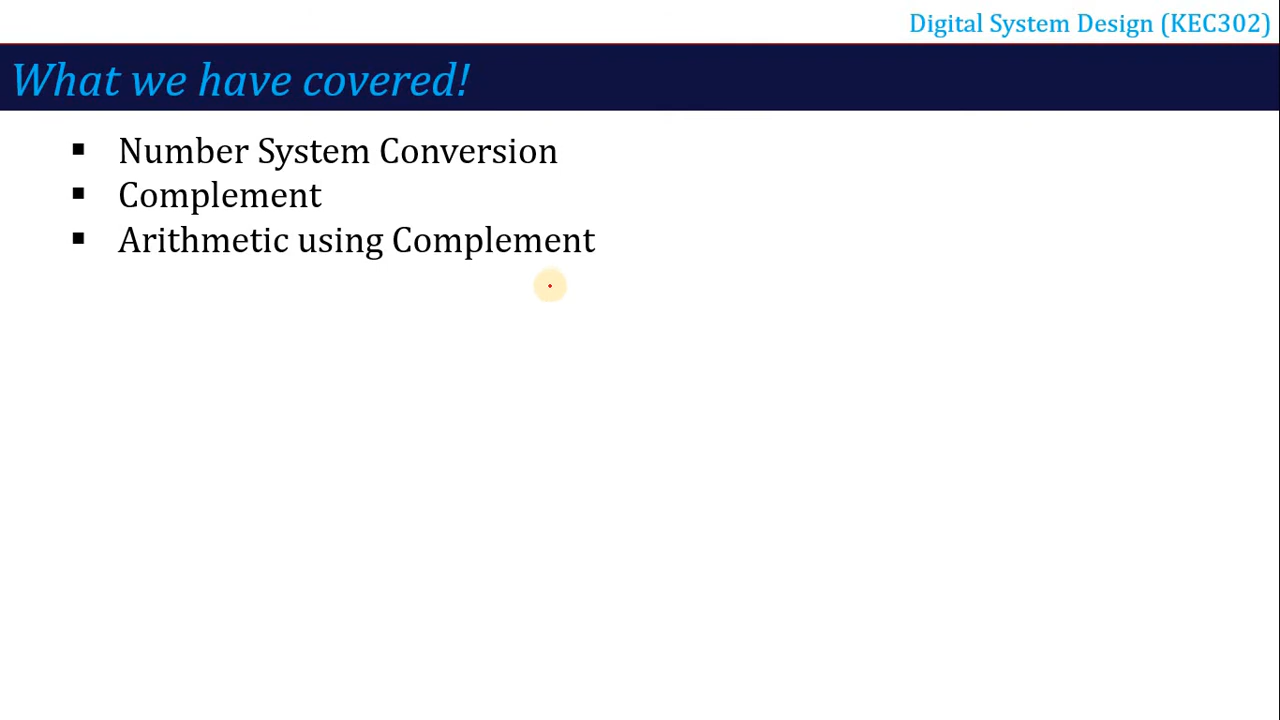 Digital System Design (KEC302)
What we have covered!
▪ Number System Conversion
▪ Complement
▪ Arithmetic using Complement